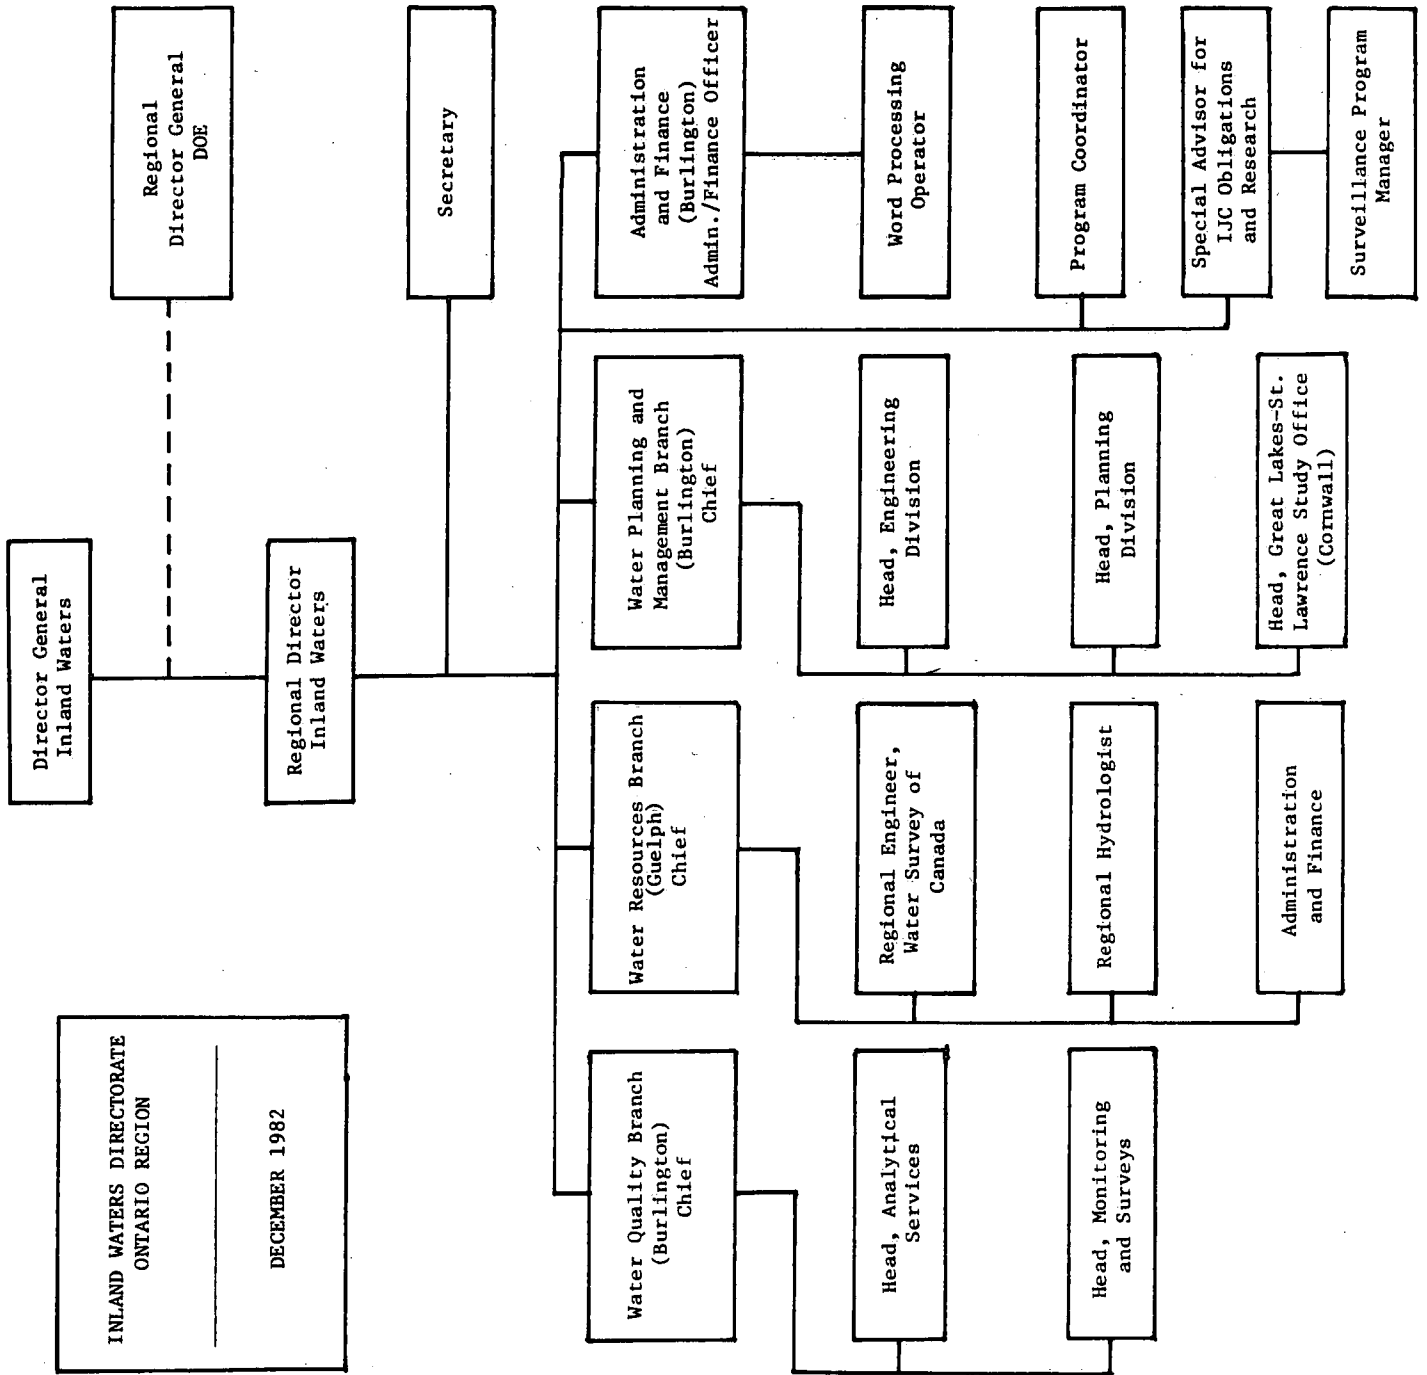 INLAND WATERS DIRECTORATE
ONTARIO REGION
DECEMBER 1982
Director General
Inland Waters
Regional
Director General
DOE
Regional Director
Inland Waters
Secretary
Water Quality Branch
(Burlington)
Chief
Head, Analytical
Services
Head, Monitoring
and Surveys
Water Resources Branch
(Guelph)
Chief
Regional Engineer,
Water Survey of
Canada
Regional Hydrologist
Administration
and Finance
Water Planning and
Management Branch
(Burlington)
Chief
Head, Engineering
Division
Head, Planning
Division
Head, Great Lakes-St.
Lawrence Study Office
(Cornwall)
Administration
and Finance
(Burlington)
Admin./Finance Officer
Word Processing
Operator
Program Coordinator
Special Advisor for
IJC Obligations
and Research
Surveillance Program
Manager